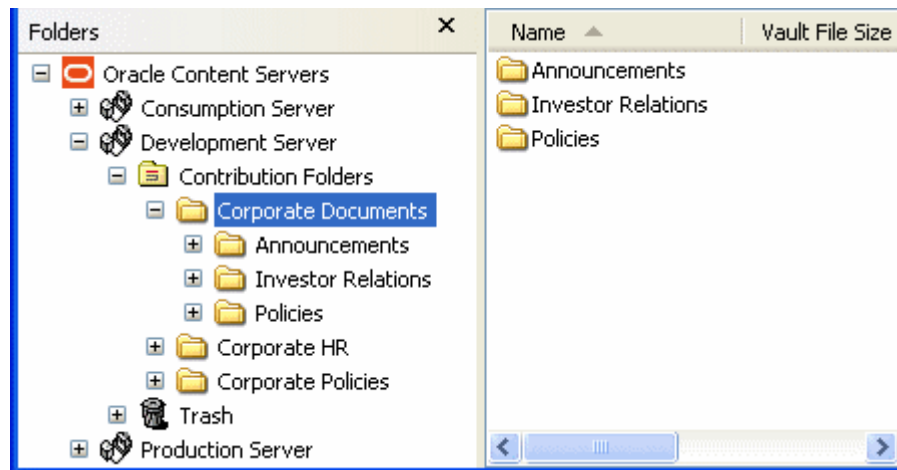 Folders
Oracle Content Servers
Consumption Server
Development Server
Contribution Folders
Corporate Documents
Announcements
Investor Relations
Policies
Corporate HR
Corporate Policies
Trash
Production Server
Name Vault File Size
Announcements
Investor Relations
Policies